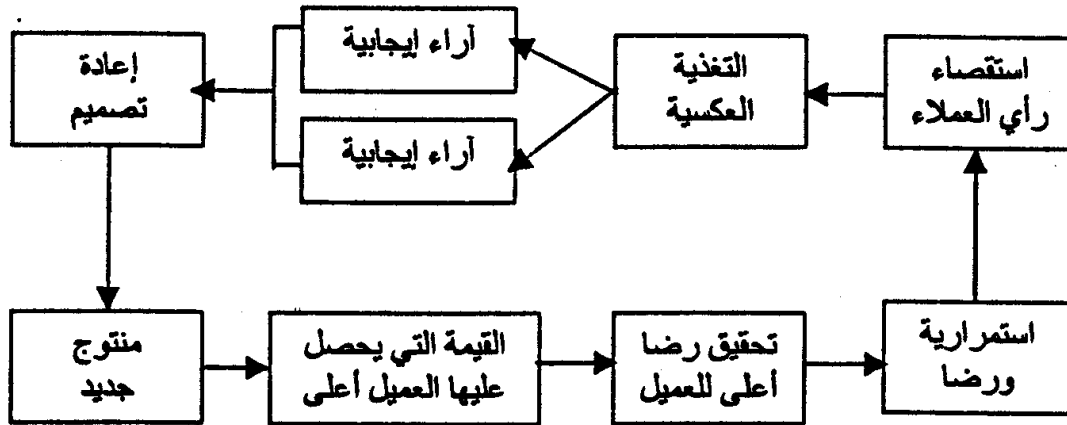 استقصاء
رأي العملاء
التغذية
العكسية
آراء إيجابية
آراء إيجابية
إعادة
تصميم
منتوج
جديد
القيمة التي يحصل
عليها العميل أعلى
تحقيق رضا
أعلى للعميل
استمرارية
ورضا